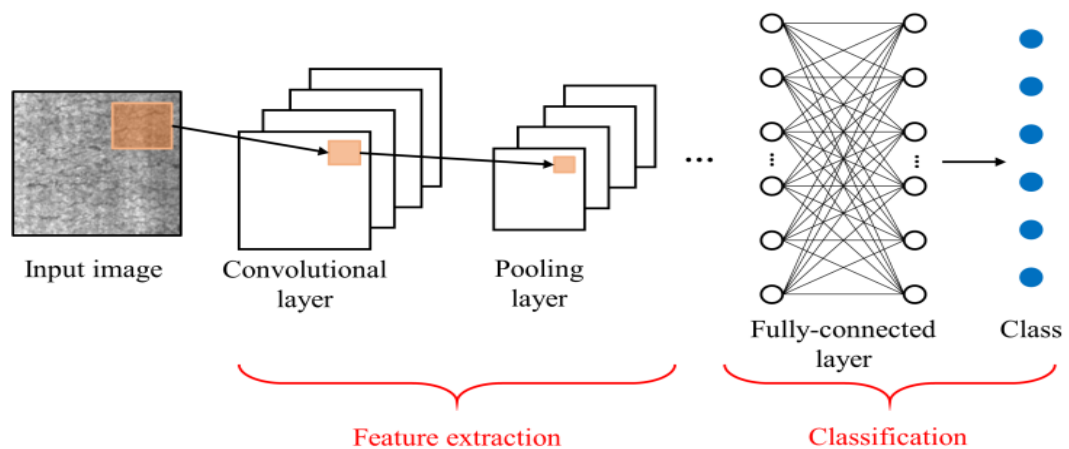 Input image
Convolutional
layer
Pooling
layer
...
Fully-connected
layer
Class
Feature extraction
Classification